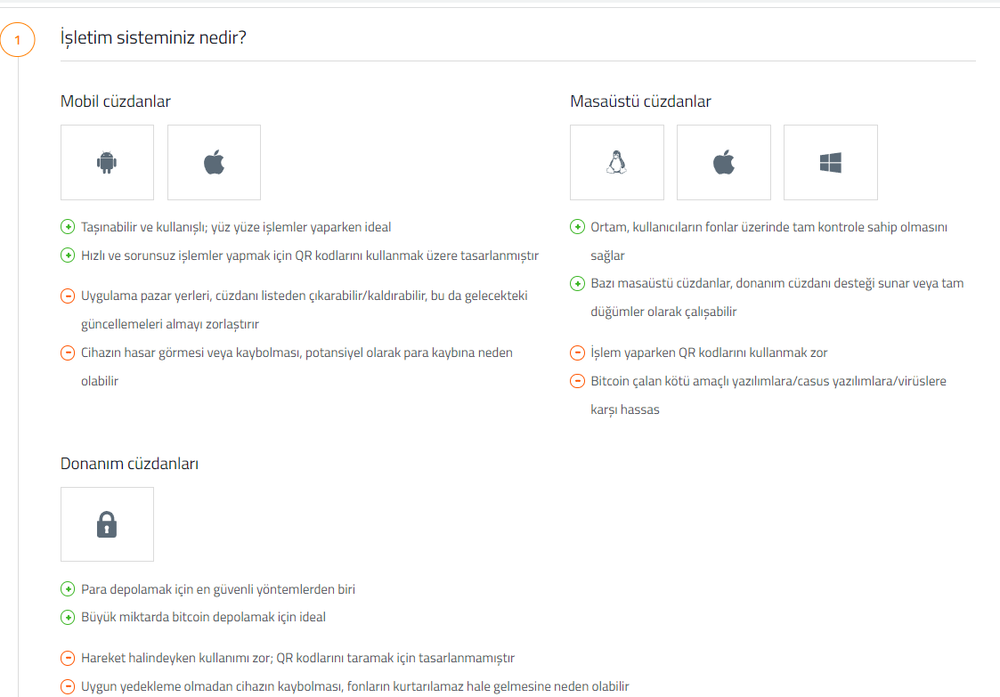 1
İşletim sisteminiz nedir?
Mobil cüzdanlar
Taşınabilir ve kullanışlı; yüz yüze işlemler yaparken ideal
Hızlı ve sorunsuz işlemler yapmak için QR kodlarını kullanmak üzere tasarlanmıştır
Uygulama pazar yerleri, cüzdanı listeden çıkarabilir/kaldırabilir, bu da gelecekteki
güncellemeleri almayı zorlaştırır
Cihazın hasar görmesi veya kaybolması, potansiyel olarak para kaybına neden
olabilir
Masaüstü cüzdanlar
Ortam, kullanıcıların fonlar üzerinde tam kontrole sahip olmasını
sağlar
Bazı masaüstü cüzdanlar, donanım cüzdanı desteği sunar veya tam
düğümler olarak çalışabilir
İşlem yaparken QR kodlarını kullanmak zor
Bitcoin çalan kötü amaçlı yazılımlara/casus yazılımlara/virüslere
karşı hassas
Donanım cüzdanları
Para depolamak için en güvenli yöntemlerden biri
Büyük miktarda bitcoin depolamak için ideal
Hareket halindeyken kullanımı zor; QR kodlarını taramak için tasarlanmamıştır
Uygun yedekleme olmadan cihazın kaybolması, fonların kurtarılamaz hale gelmesine neden olabilir